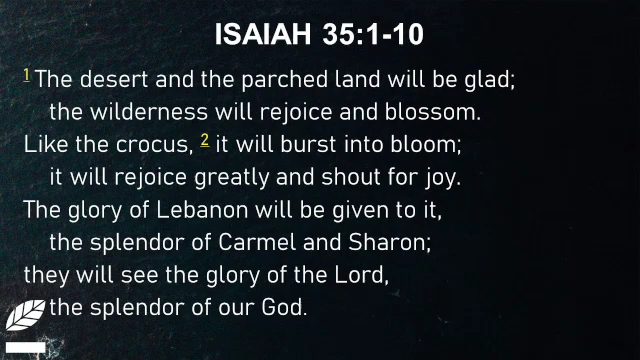 ISAIAH 35:1-10
1 The desert and the parched land will be glad;
the wilderness will rejoice and blossom.
Like the crocus, 2 it will burst into bloom;
it will rejoice greatly and shout for joy.
The glory of Lebanon will be given to it,
the splendor of Carmel and Sharon;
they will see the glory of the Lord,
the splendor of our God.